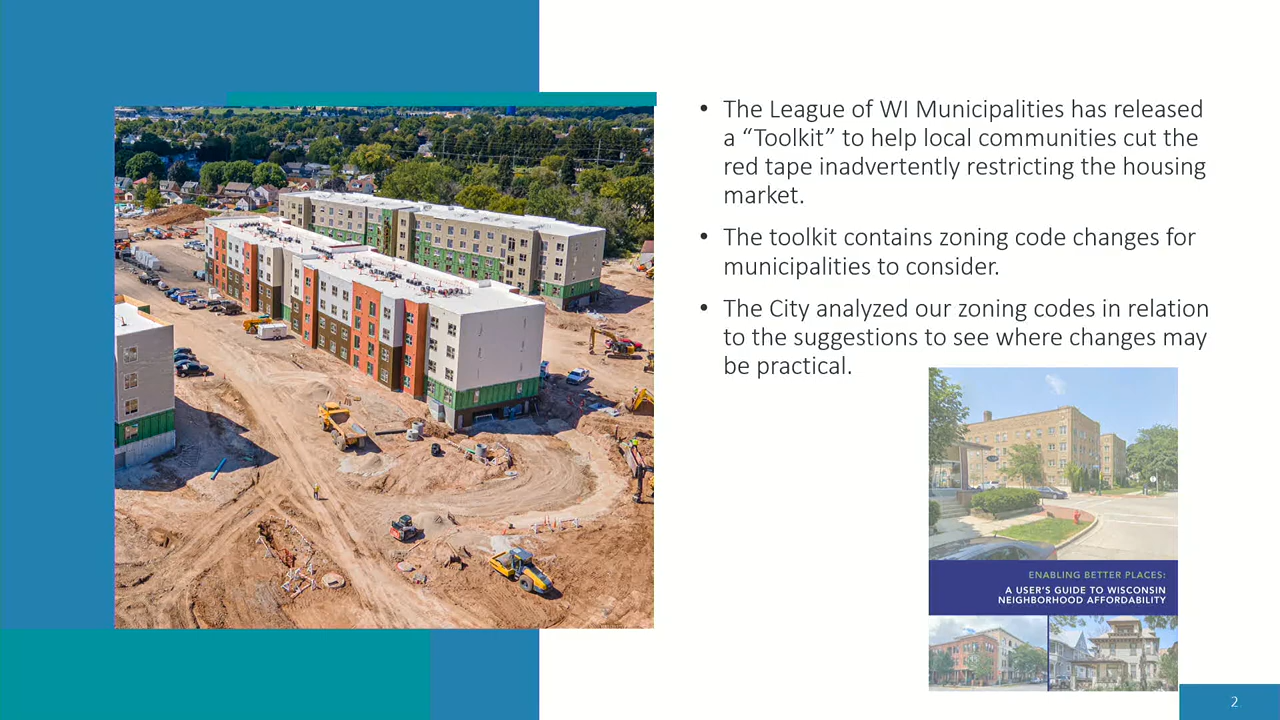 • The League of WI Municipalities has released
a “Toolkit” to help local communities cut the
red tape inadvertently restricting the housing
market.
• The toolkit contains zoning code changes for
municipalities to consider.
• The City analyzed our zoning codes in relation
to the suggestions to see where changes may
be practical.
ENABLING BETTER PLACES:
A USER'S GUIDE TO WISCONSIN
NEIGHBORHOOD AFFORDABILITY
2